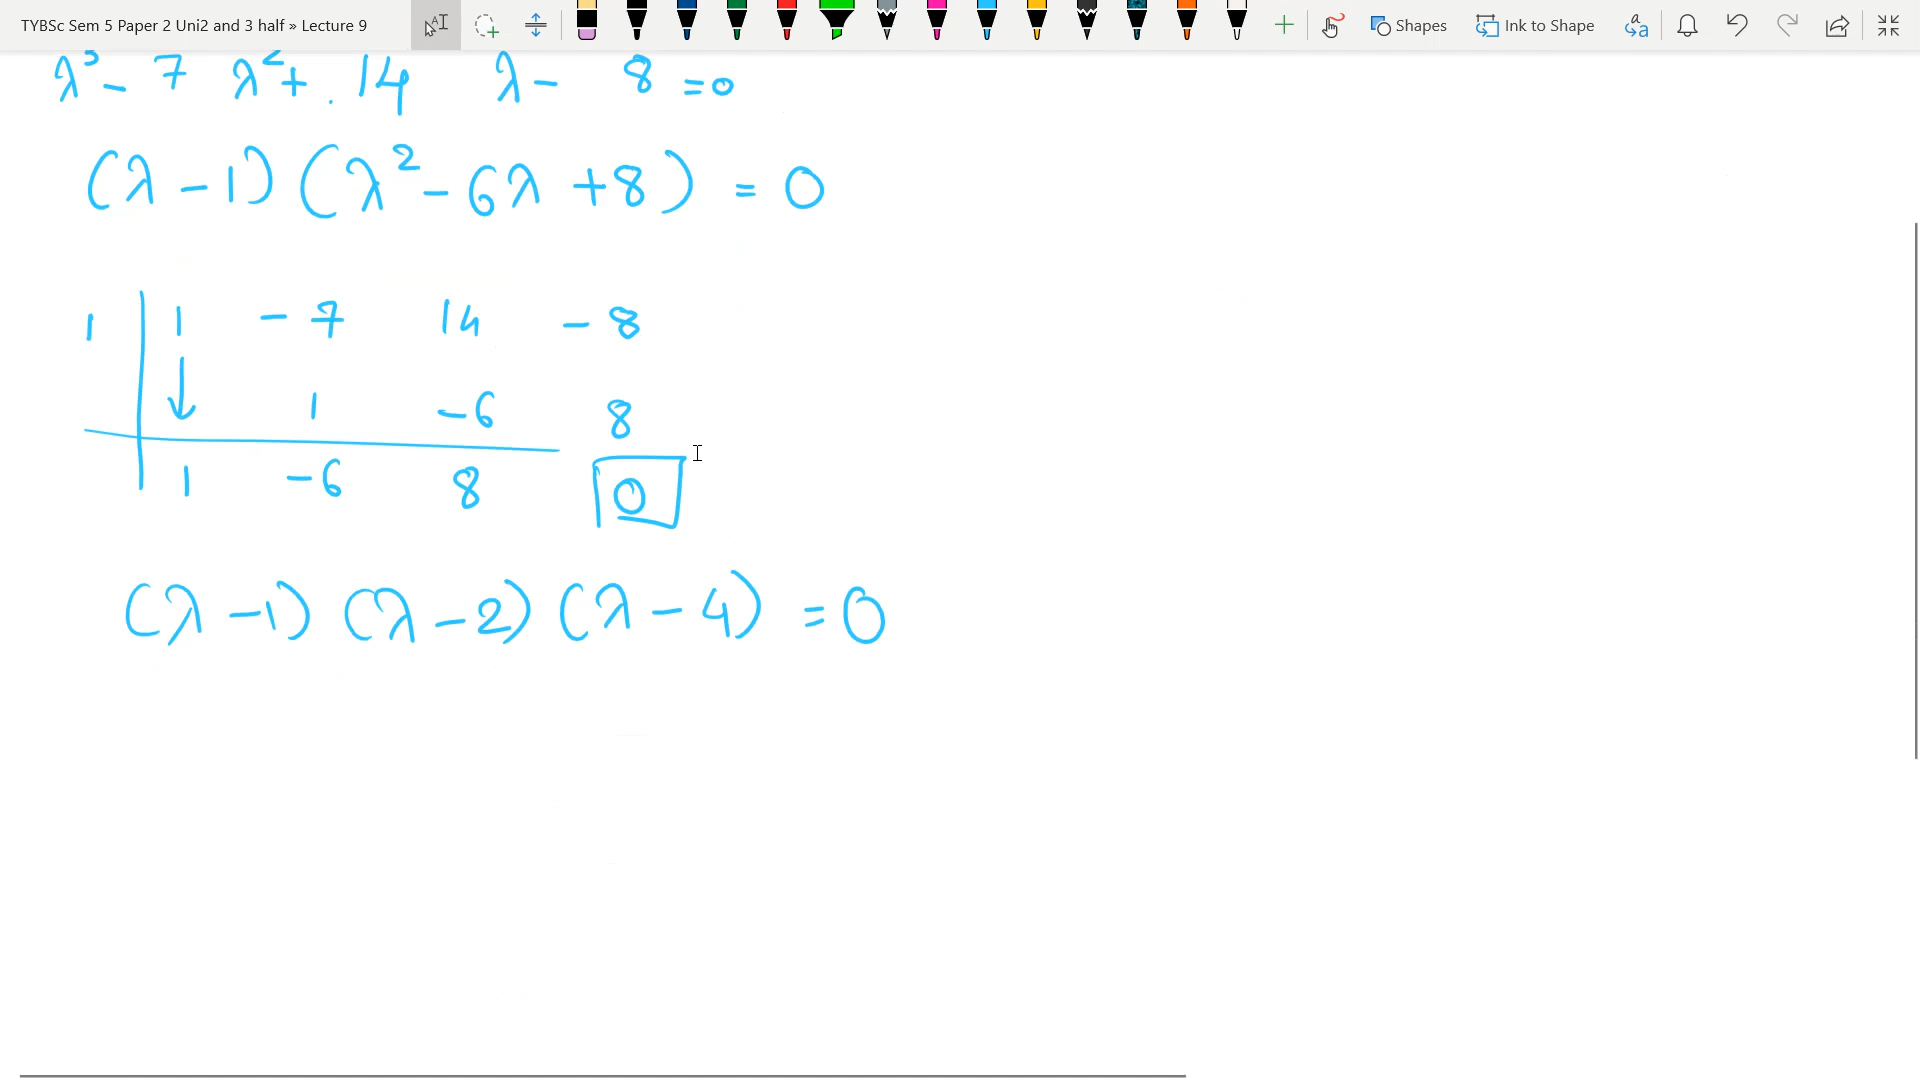 TYBSc Sem 5 Paper 2 Uni2 and 3 half » Lecture 9 Shapes Ink to Shape
λ³ - 7 λ² + . 14 λ - 8 = 0
(λ - 1) (λ² - 6λ + 8) = 0
1 | 1 - 7 14 - 8
↓ 1 - 6 8
1 - 6 8 0
(λ - 1) (λ - 2) (λ - 4) = 0